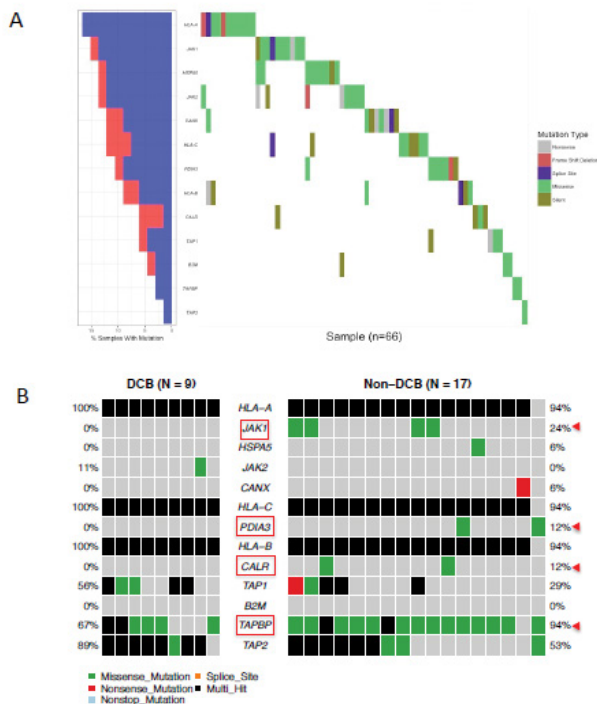 A
HLA-A
JAK1
HSPA5
JAK2
CANX
HLA-C
PDIA3
HLA-B
CALR
TAP1
B2M
TAPBP
TAP2
% Samples With Mutation
Sample (n=66)
Mutation Type
Nonsense
Frame Shift Deletion
Splice Site
Missense
Silent
B
DCB (N = 9) Non-DCB (N = 17)
100% HLA-A 94%
0% JAK1 24%
0% HSPA5 6%
11% JAK2 0%
0% CANX 6%
100% HLA-C 94%
0% PDIA3 12%
100% HLA-B 94%
0% CALR 12%
56% TAP1 29%
0% B2M 0%
67% TAPBP 94%
89% TAP2 53%
Missense_Mutation Splice_Site
Nonsense_Mutation Multi_Hit
Nonstop_Mutation